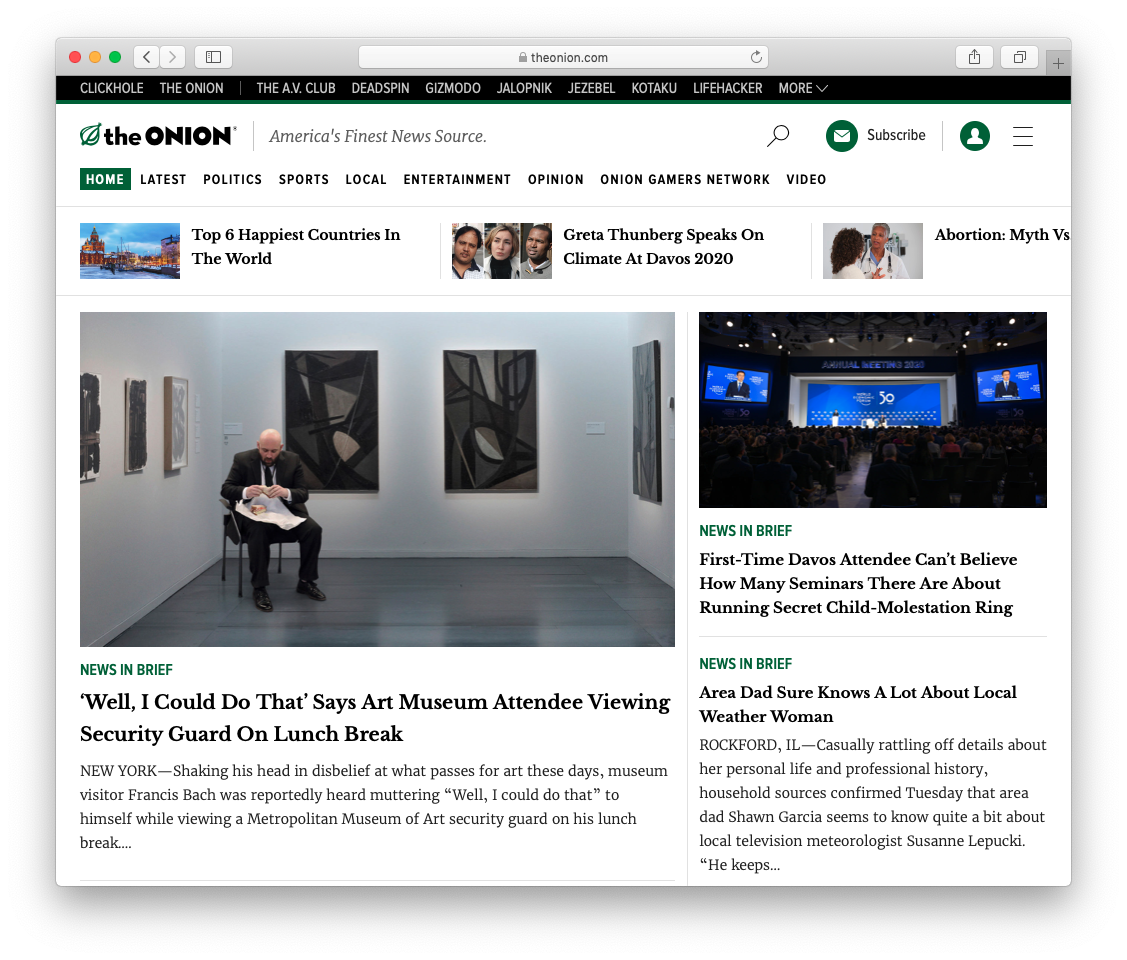 theonion.com
CLICKHOLE THE ONION THE A.V. CLUB DEADSPIN GIZMODO JALOPNIK JEZEBEL KOTAKU LIFEHACKER MORE
the ONION America's Finest News Source. Subscribe
HOME LATEST POLITICS SPORTS LOCAL ENTERTAINMENT OPINION ONION GAMERS NETWORK VIDEO
Top 6 Happiest Countries In
The World
Greta Thunberg Speaks On
Climate At Davos 2020
Abortion: Myth Vs
NEWS IN BRIEF
‘Well, I Could Do That’ Says Art Museum Attendee Viewing
Security Guard On Lunch Break
NEW YORK—Shaking his head in disbelief at what passes for art these days, museum
visitor Francis Bach was reportedly heard muttering “Well, I could do that” to
himself while viewing a Metropolitan Museum of Art security guard on his lunch
break....
ANNUAL MEETING 2020
WORLD
ECONOMIC
FORUM
50
NEWS IN BRIEF
First-Time Davos Attendee Can’t Believe
How Many Seminars There Are About
Running Secret Child-Molestation Ring
NEWS IN BRIEF
Area Dad Sure Knows A Lot About Local
Weather Woman
ROCKFORD, IL—Casually rattling off details about
her personal life and professional history,
household sources confirmed Tuesday that area
dad Shawn Garcia seems to know quite a bit about
local television meteorologist Susanne Lepucki.
“He keeps...